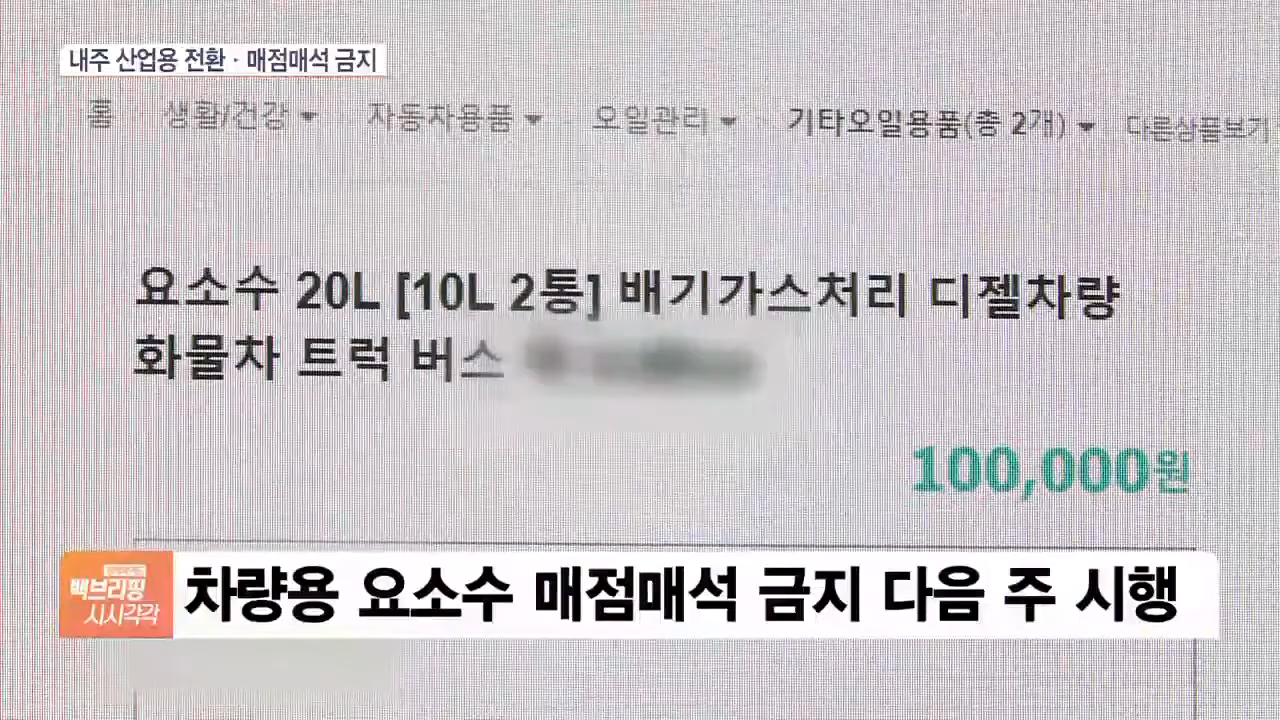 내주 산업용 전환·매점매석 금지
홈 생활/건강 자동차용품 오일관리 기타오일용품(총 2개) 다른상품보기
요소수 20L [10L 2통] 배기가스처리 디젤차량
화물차 트럭 버스
100,000원
백브리핑
시시각각
차량용 요소수 매점매석 금지 다음 주 시행